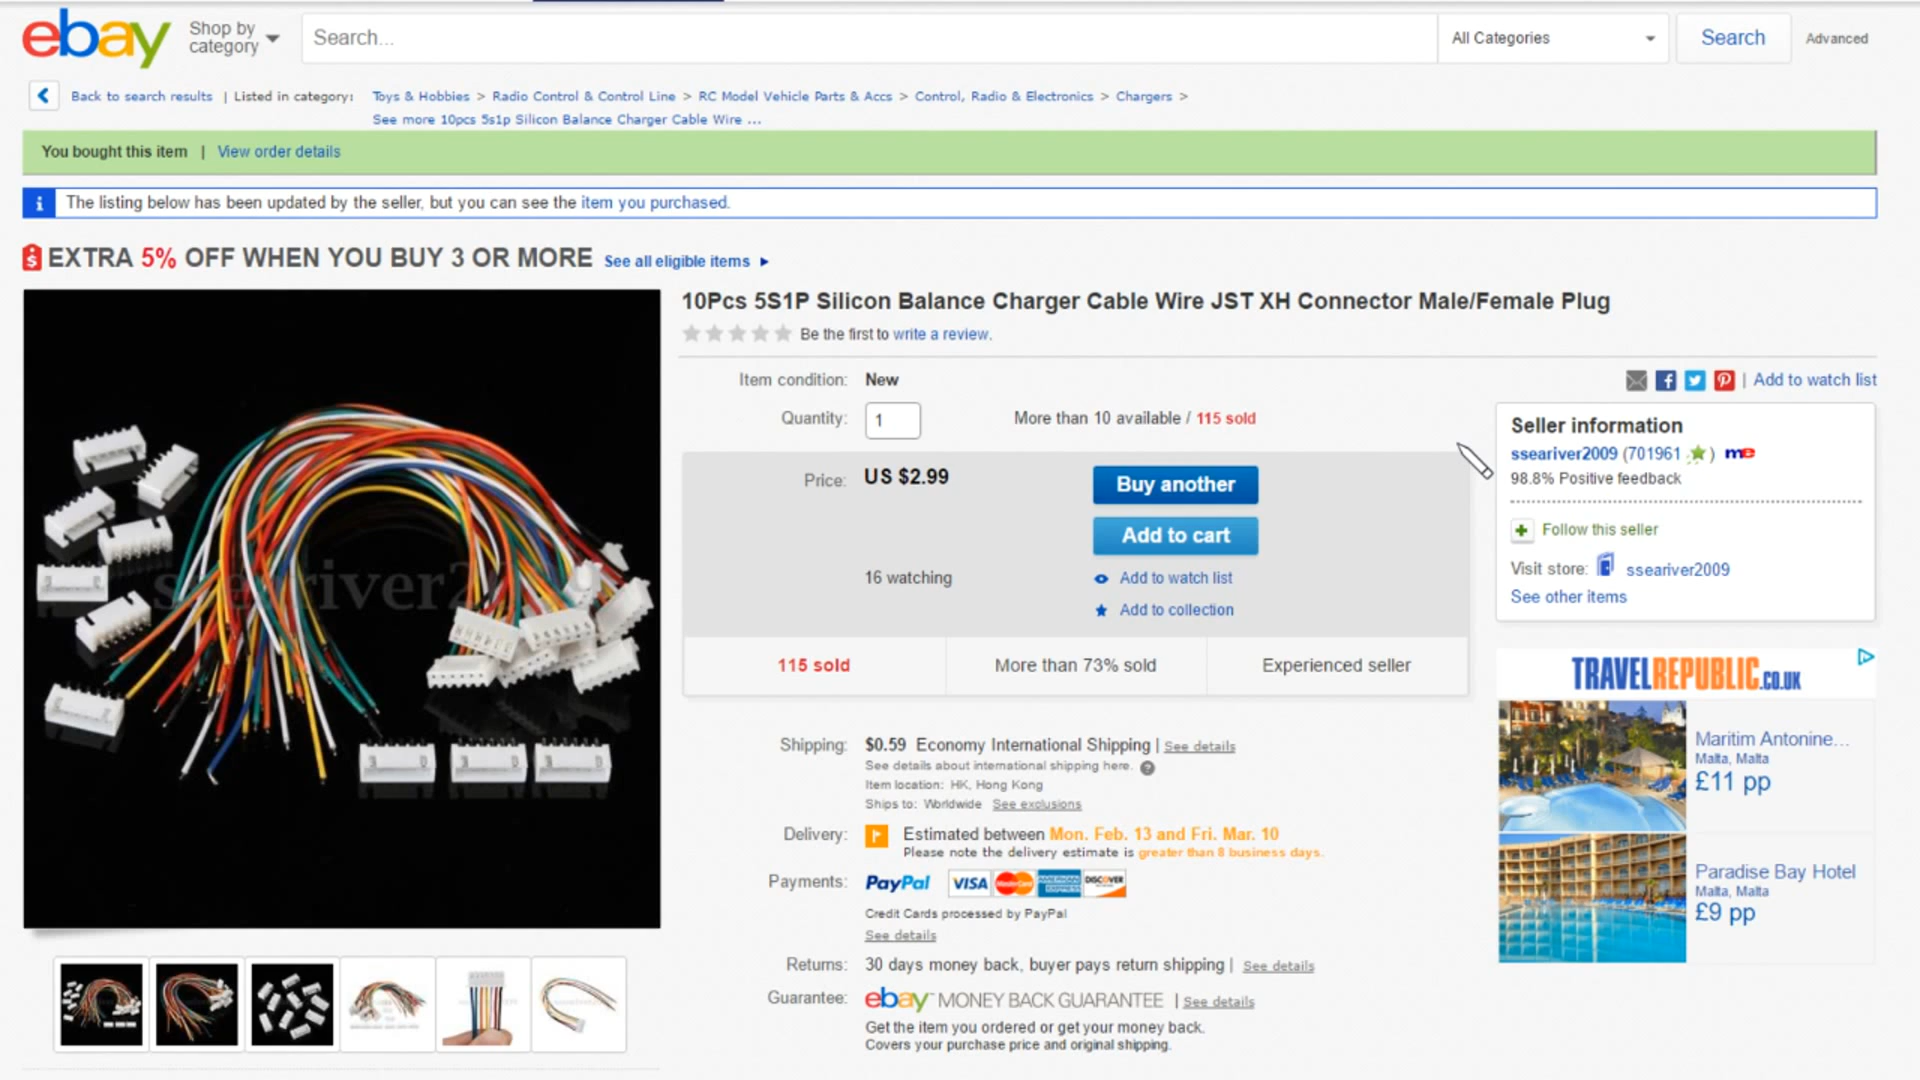 ebay
Shop by category
Search...
All Categories
Search
Advanced
Back to search results | Listed in category: Toys & Hobbies > Radio Control & Control Line > RC Model Vehicle Parts & Accs > Control, Radio & Electronics > Chargers >
See more 10pcs 5s1p Silicon Balance Charger Cable Wire ...
You bought this item | View order details
i The listing below has been updated by the seller, but you can see the item you purchased.
EXTRA 5% OFF WHEN YOU BUY 3 OR MORE See all eligible items
10Pcs 5S1P Silicon Balance Charger Cable Wire JST XH Connector Male/Female Plug
Be the first to write a review.
Item condition: New
Quantity: 1
More than 10 available / 115 sold
Price: US $2.99
Buy another
Add to cart
16 watching
Add to watch list
Add to collection
115 sold
More than 73% sold
Experienced seller
Shipping: $0.59 Economy International Shipping | See details
See details about international shipping here. ?
Item location: HK, Hong Kong
Ships to: Worldwide See exclusions
Delivery: Estimated between Mon. Feb. 13 and Fri. Mar. 10
Please note the delivery estimate is greater than 8 business days.
Payments: PayPal VISA MasterCard AMERICAN EXPRESS DISCOVER
Credit Cards processed by PayPal
See details
Returns: 30 days money back, buyer pays return shipping | See details
Guarantee: ebay MONEY BACK GUARANTEE | See details
Get the item you ordered or get your money back.
Covers your purchase price and original shipping.
| Add to watch list
Seller information
sseariver2009 (701961 ) me
98.8% Positive feedback
Follow this seller
Visit store: sseariver2009
See other items
TRAVELREPUBLIC.CO.UK
Maritim Antonine...
Malta, Malta
£11 pp
Paradise Bay Hotel
Malta, Malta
£9 pp